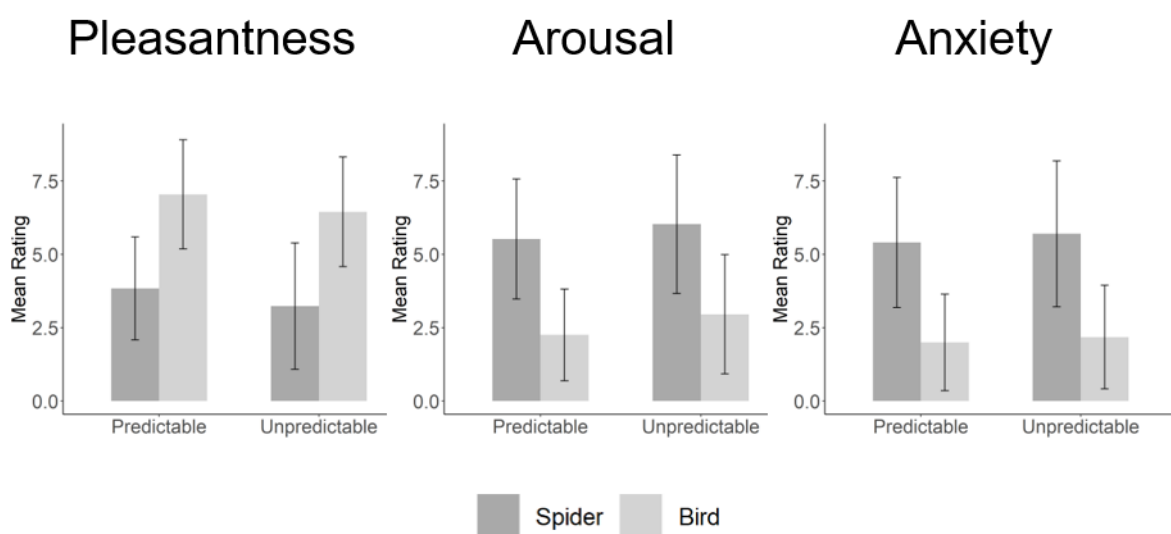 Pleasantness
Arousal
Anxiety
Mean Rating
7.5
5.0
2.5
0.0
Predictable
Unpredictable
Mean Rating
7.5
5.0
2.5
0.0
Predictable
Unpredictable
Mean Rating
7.5
5.0
2.5
0.0
Predictable
Unpredictable
Spider
Bird